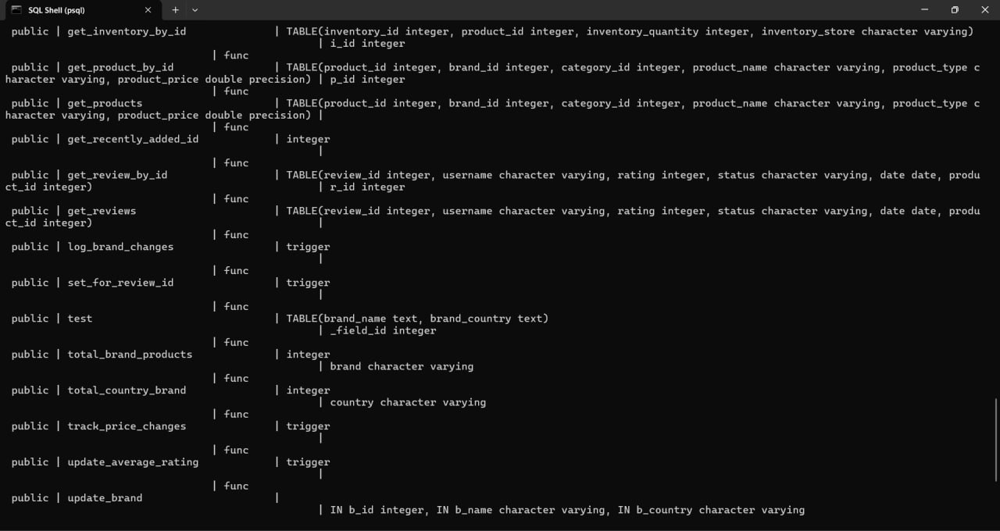 SQL Shell (psql)
public | get_inventory_by_id | TABLE(inventory_id integer, product_id integer, inventory_quantity integer, inventory_store character varying)
| i_id integer
| func
public | get_product_by_id | TABLE(product_id integer, brand_id integer, category_id integer, product_name character varying, product_type c
haracter varying, product_price double precision) | p_id integer
| func
public | get_products | TABLE(product_id integer, brand_id integer, category_id integer, product_name character varying, product_type c
haracter varying, product_price double precision) |
| func
public | get_recently_added_id | integer
|
| func
public | get_review_by_id | TABLE(review_id integer, username character varying, rating integer, status character varying, date date, produ
ct_id integer) | r_id integer
| func
public | get_reviews | TABLE(review_id integer, username character varying, rating integer, status character varying, date date, produ
ct_id integer) |
| func
public | log_brand_changes | trigger
|
| func
public | set_for_review_id | trigger
|
| func
public | test | TABLE(brand_name text, brand_country text)
| _field_id integer
| func
public | total_brand_products | integer
| brand character varying
| func
public | total_country_brand | integer
| country character varying
| func
public | track_price_changes | trigger
|
| func
public | update_average_rating | trigger
|
| func
public | update_brand |
| IN b_id integer, IN b_name character varying, IN b_country character varying